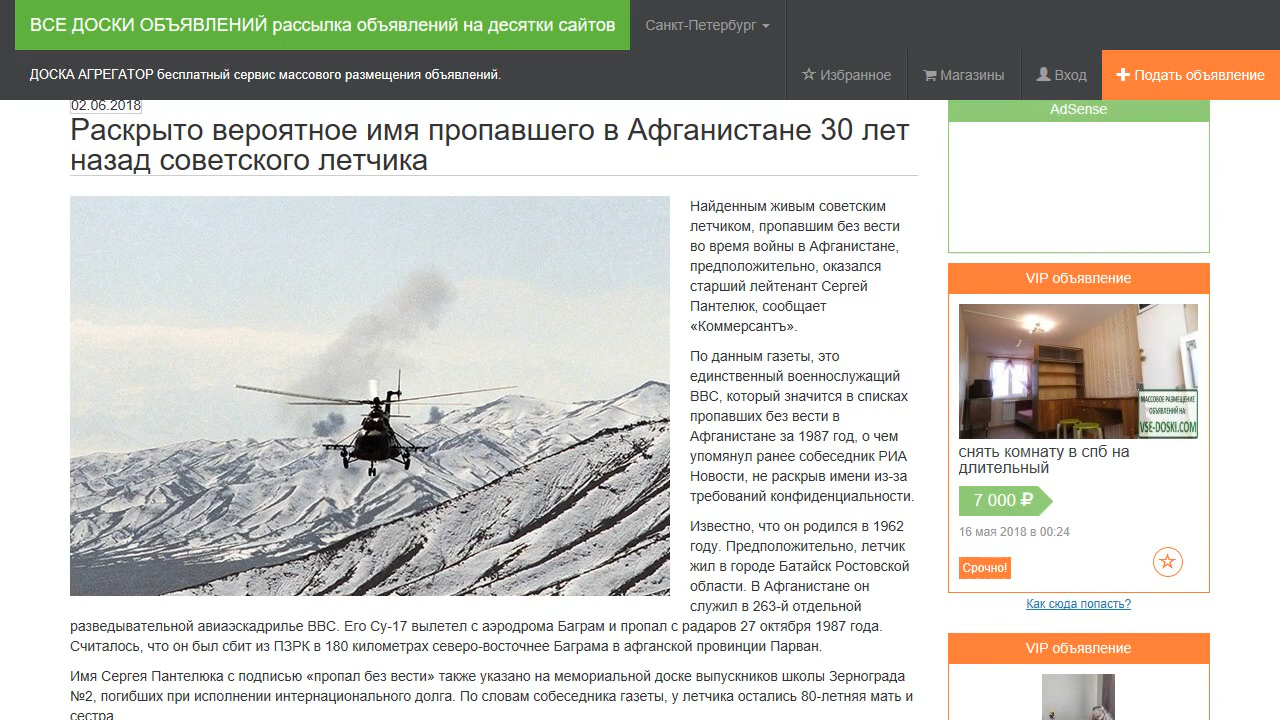 ВСЕ ДОСКИ ОБЪЯВЛЕНИЙ рассылка объявлений на десятки сайтов
Санкт-Петербург
ДОСКА АГРЕГАТОР бесплатный сервис массового размещения объявлений.
Избранное
Магазины
Вход
Подать объявление
02.06.2018
Раскрыто вероятное имя пропавшего в Афганистане 30 лет
назад советского летчика
Найденным живым советским
летчиком, пропавшим без вести
во время войны в Афганистане,
предположительно, оказался
старший лейтенант Сергей
Пантелюк, сообщает
«Коммерсантъ».
По данным газеты, это
единственный военнослужащий
ВВС, который значится в списках
пропавших без вести в
Афганистане за 1987 год, о чем
упомянул ранее собеседник РИА
Новости, не раскрыв имени из-за
требований конфиденциальности.
Известно, что он родился в 1962
году. Предположительно, летчик
жил в городе Батайск Ростовской
области. В Афганистане он
служил в 263-й отдельной
разведывательной авиаэскадрилье ВВС. Его Су-17 вылетел с аэродрома Баграм и пропал с радаров 27 октября 1987 года.
Считалось, что он был сбит из ПЗРК в 180 километрах северо-восточнее Баграма в афганской провинции Парван.
Имя Сергея Пантелюка с подписью «пропал без вести» также указано на мемориальной доске выпускников школы Зернограда
№2, погибших при исполнении интернационального долга. По словам собеседника газеты, у летчика остались 80-летняя мать и
сестра
AdSense
VIP объявление
МАССОВОЕ РАЗМЕЩЕНИЕ
ОБЪЯВЛЕНИЙ НА
VSE-DOSKI.COM
снять комнату в спб на
длительный
7 000 ₽
16 мая 2018 в 00:24
Срочно!
Как сюда попасть?
VIP объявление